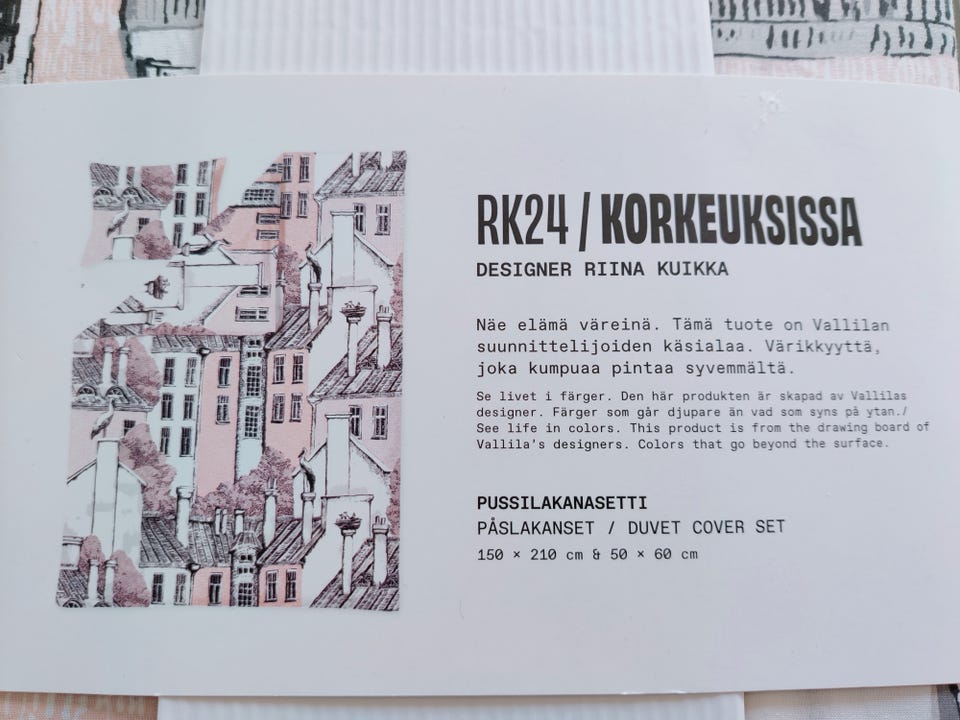 RK24 / KORKEUKSISSA
DESIGNER RIINA KUIKKA
Näe elämä väreinä. Tämä tuote on Vallilan
suunnittelijoiden käsialaa. Värikkyyttä,
joka kumpuaa pintaa syvemmältä.
Se livet i färger. Den här produkten är skapad av Vallilas
designer. Färger som går djupare än vad som syns på ytan./
See life in colors. This product is from the drawing board of
Vallila's designers. Colors that go beyond the surface.
PUSSILAKANASETTI
PÅSLAKANSET / DUVET COVER SET
150 × 210 cm & 50 × 60 cm